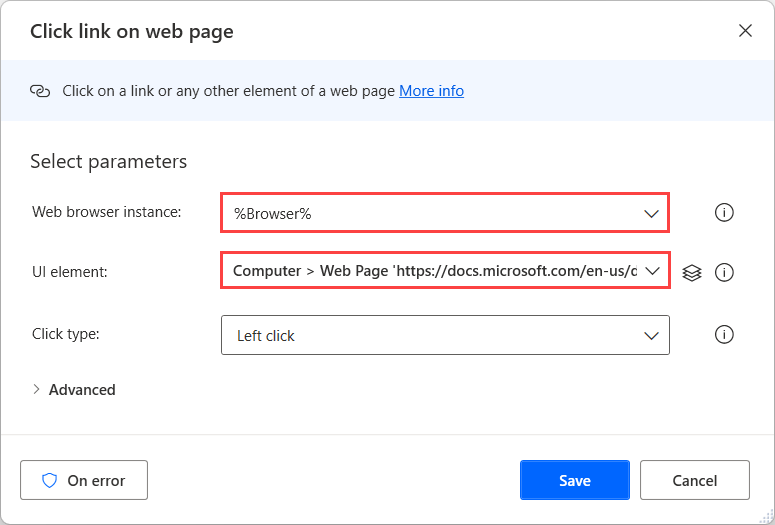 Click link on web page
Click on a link or any other element of a web page More info
Select parameters
Web browser instance: %Browser%
UI element: Computer > Web Page 'https://docs.microsoft.com/en-us/d
Click type: Left click
Advanced
On error Save Cancel